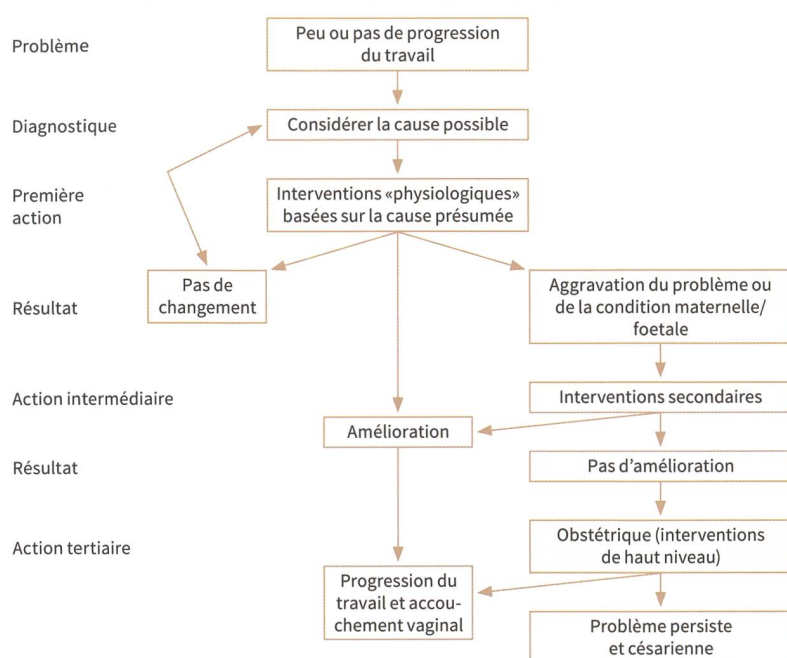 Problème
Peu ou pas de progression
du travail
Diagnostique
Considérer la cause possible
Première
action
Interventions «physiologiques»
basées sur la cause présumée
Résultat
Pas de
changement
Aggravation du problème ou
de la condition maternelle/
foetale
Action intermédiaire
Interventions secondaires
Amélioration
Résultat
Pas d'amélioration
Action tertiaire
Obstétrique (interventions
de haut niveau)
Progression du
travail et accou-
chement vaginal
Problème persiste
et césarienne